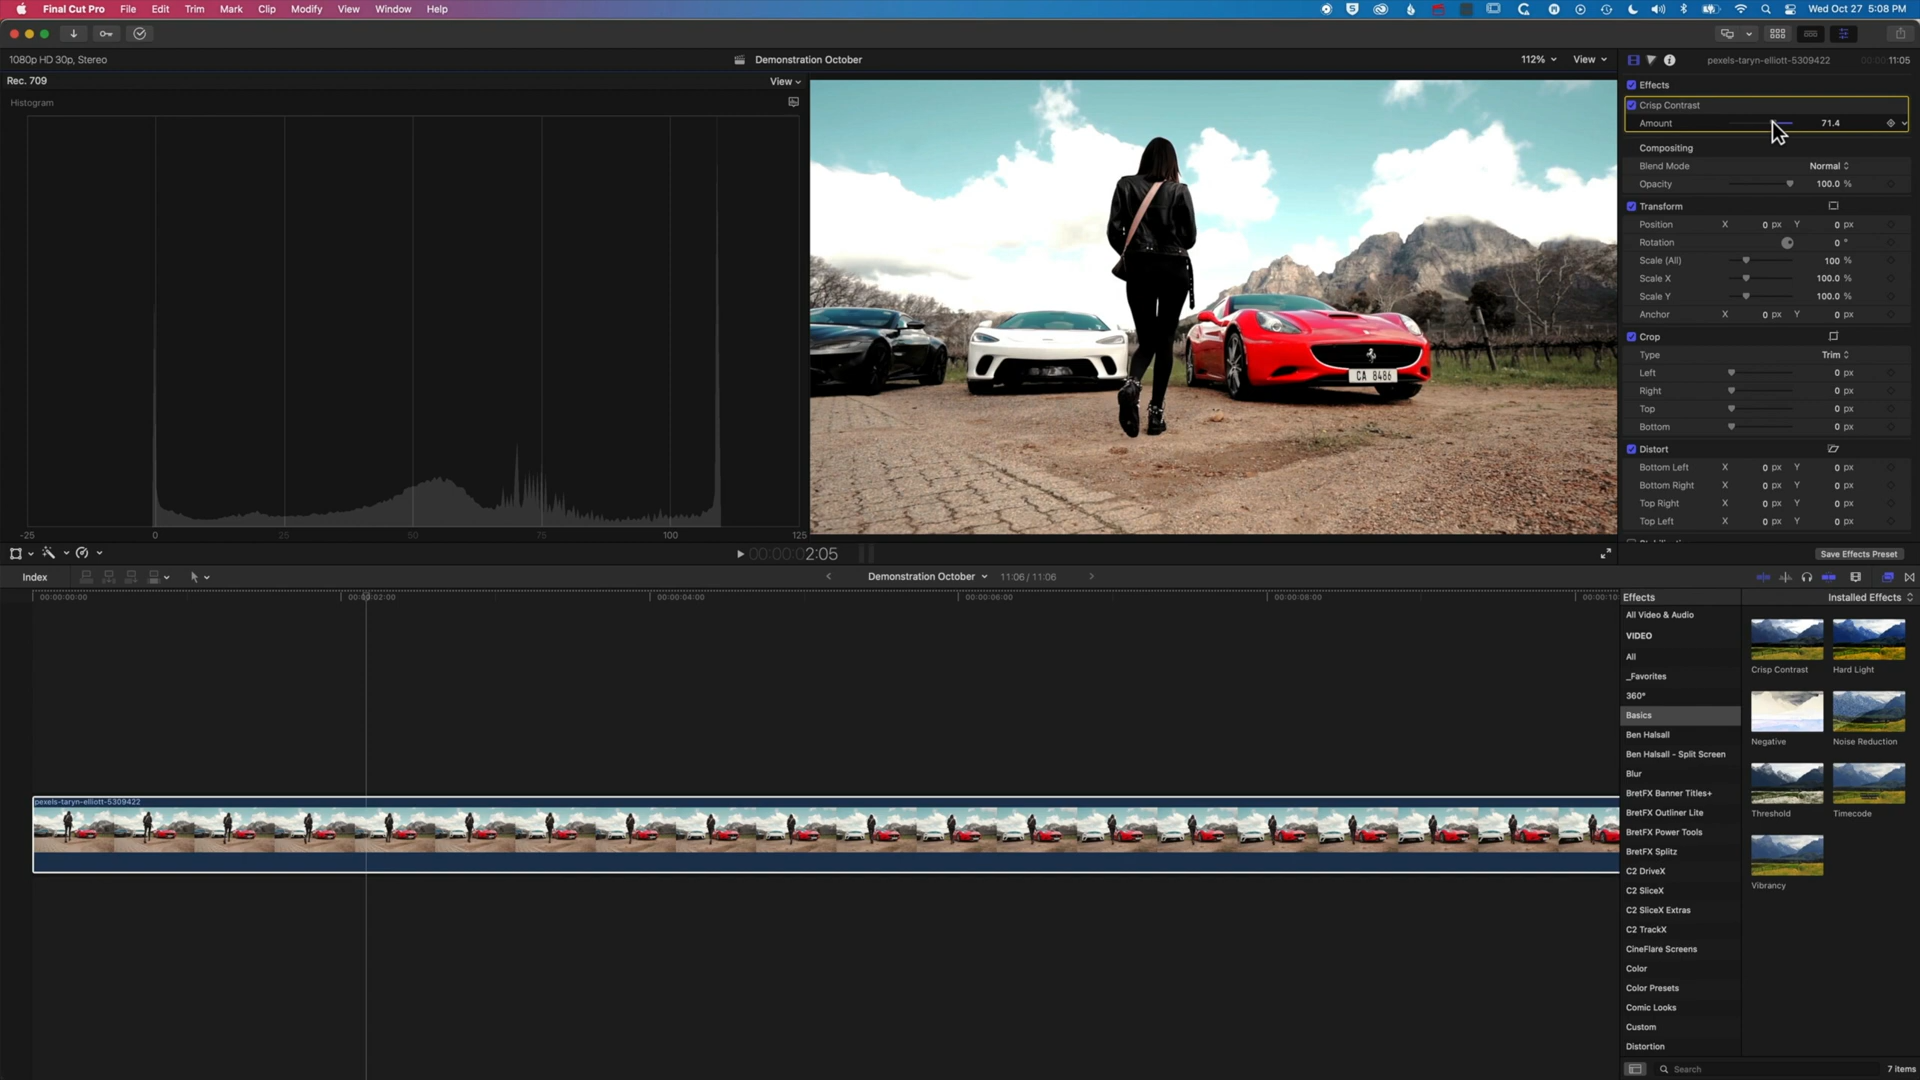 Final Cut Pro File Edit Trim Mark Clip Modify View Window Help
Wed Oct 27 5:08 PM
1080p HD 30p, Stereo
Demonstration October
112% View
pexels-taryn-elliott-5309422
11:05
Rec. 709
View
Histogram
-25 0 25 50 75 100 125
CA 8486
Effects
Crisp Contrast
Amount 71.4
Compositing
Blend Mode Normal
Opacity 100.0 %
Transform
Position X 0 px Y 0 px
Rotation 0 °
Scale (All) 100 %
Scale X 100.0 %
Scale Y 100.0 %
Anchor X 0 px Y 0 px
Crop
Type Trim
Left 0 px
Right 0 px
Top 0 px
Bottom 0 px
Distort
Bottom Left X 0 px Y 0 px
Bottom Right X 0 px Y 0 px
Top Right X 0 px Y 0 px
Top Left X 0 px Y 0 px
Save Effects Preset
00:00:02:05
Index
Demonstration October 11:06 / 11:06
00:00:00:00 00:00:02:00 00:00:04:00 00:00:06:00 00:00:08:00 00:00:10
pexels-taryn-elliott-5309422
Effects
Installed Effects
All Video & Audio
VIDEO
All
_Favorites
360°
Basics
Ben Halsall
Ben Halsall - Split Screen
Blur
BretFX Banner Titles+
BretFX Outliner Lite
BretFX Power Tools
BretFX Splitz
C2 DriveX
C2 SliceX
C2 SliceX Extras
C2 TrackX
CineFlare Screens
Color
Color Presets
Comic Looks
Custom
Distortion
Crisp Contrast
Hard Light
Negative
Noise Reduction
Threshold
Timecode
Vibrancy
Search
7 items